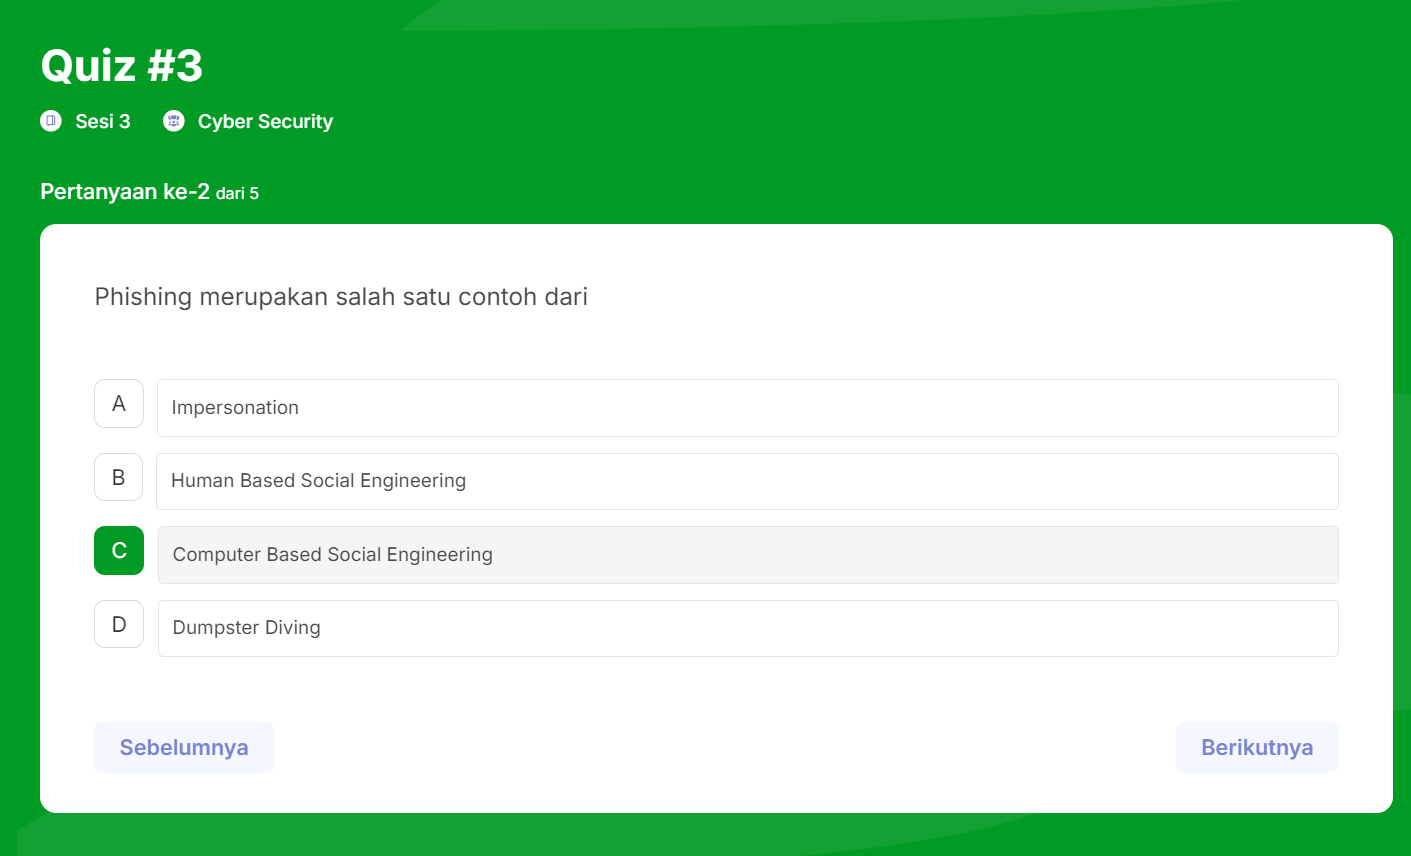 Quiz #3
Sesi 3 Cyber Security
Pertanyaan ke-2 dari 5
Phishing merupakan salah satu contoh dari
A Impersonation
B Human Based Social Engineering
C Computer Based Social Engineering
D Dumpster Diving
Sebelumnya Berikutnya